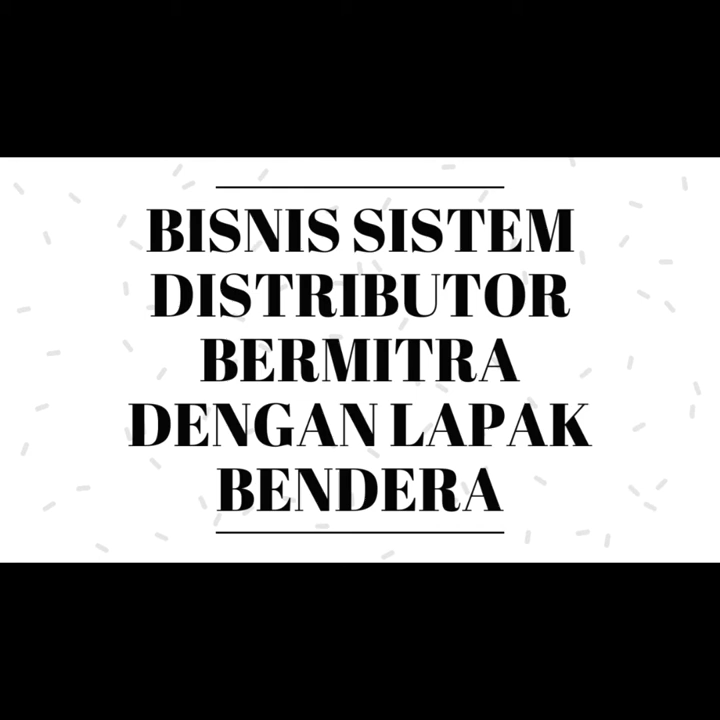 BISNIS SISTEM
DISTRIBUTOR
BERMITRA
DENGAN LAPAK
BENDERA